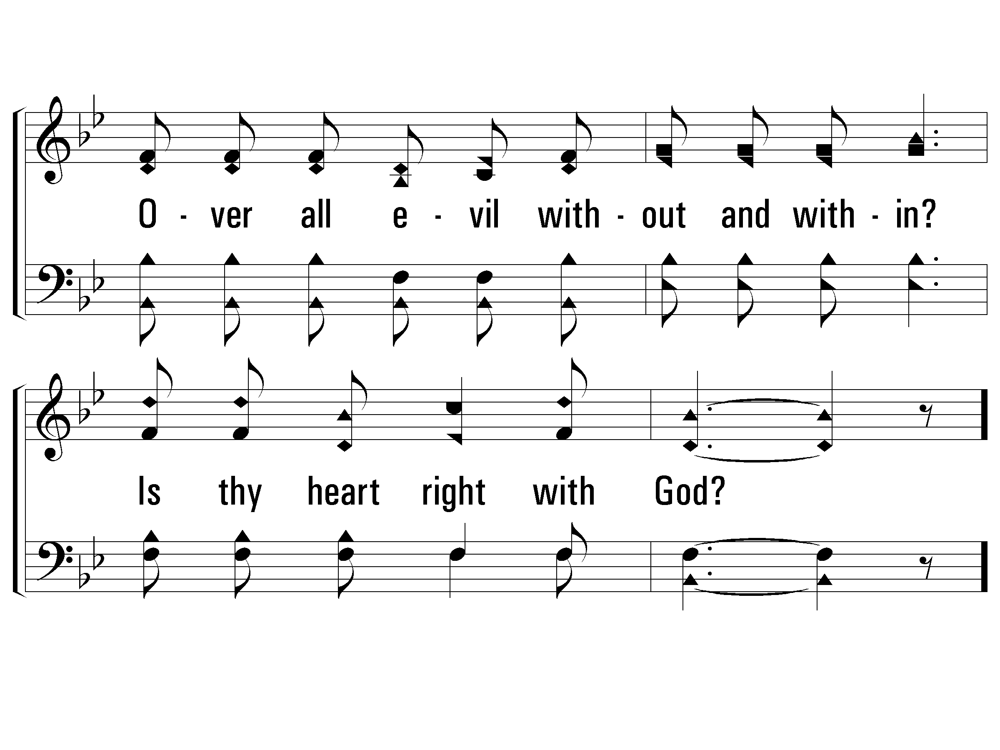 O - ver all e - vil with - out and with - in?
Is thy heart right with God?